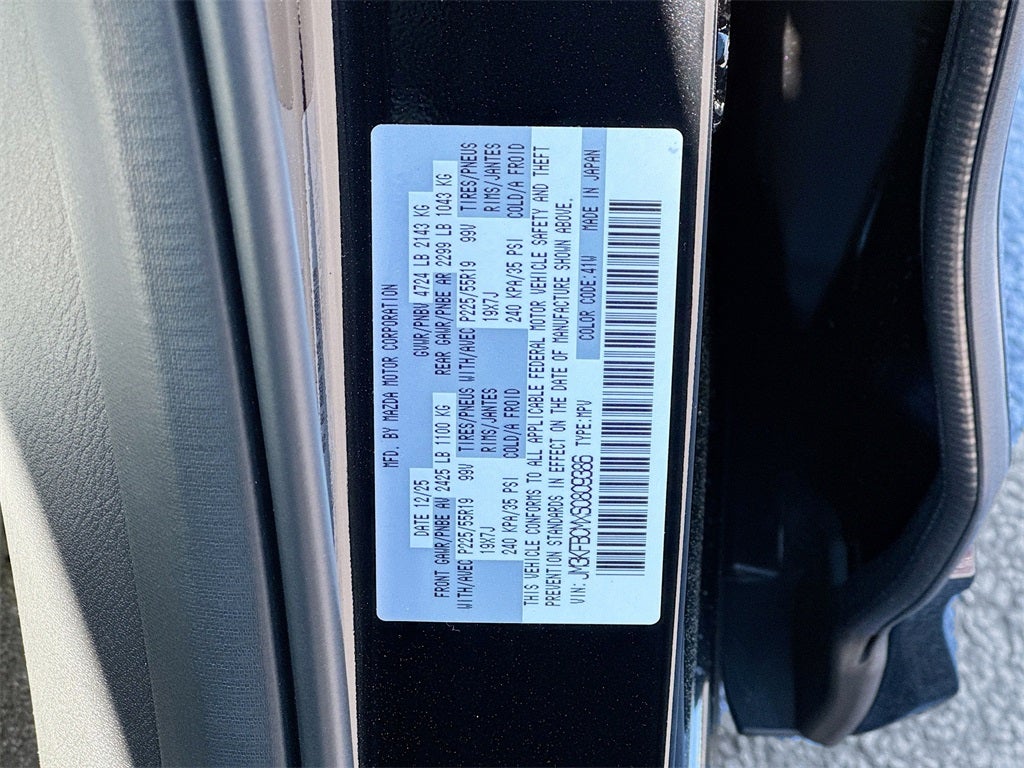 MFD. BY MAZDA MOTOR CORPORATION
DATE 12/25 GVWR/PNBV 4724 LB 2143 KG
FRONT GAWR/PNBE AV 2425 LB 1100 KG REAR GAWR/PNBE AR 2299 LB 1043 KG
WITH/AVEC P225/55R19 99V TIRES/PNEUS WITH/AVEC P225/55R19 99V TIRES/PNEUS
19X7J RIMS/JANTES 19X7J RIMS/JANTES
240 KPA/35 PSI COLD/A FROID 240 KPA/35 PSI COLD/A FROID
THIS VEHICLE CONFORMS TO ALL APPLICABLE FEDERAL MOTOR VEHICLE SAFETY AND THEFT
PREVENTION STANDARDS IN EFFECT ON THE DATE OF MANUFACTURE SHOWN ABOVE.
VIN: TYPE:MPV COLOR CODE:41W MADE IN JAPAN